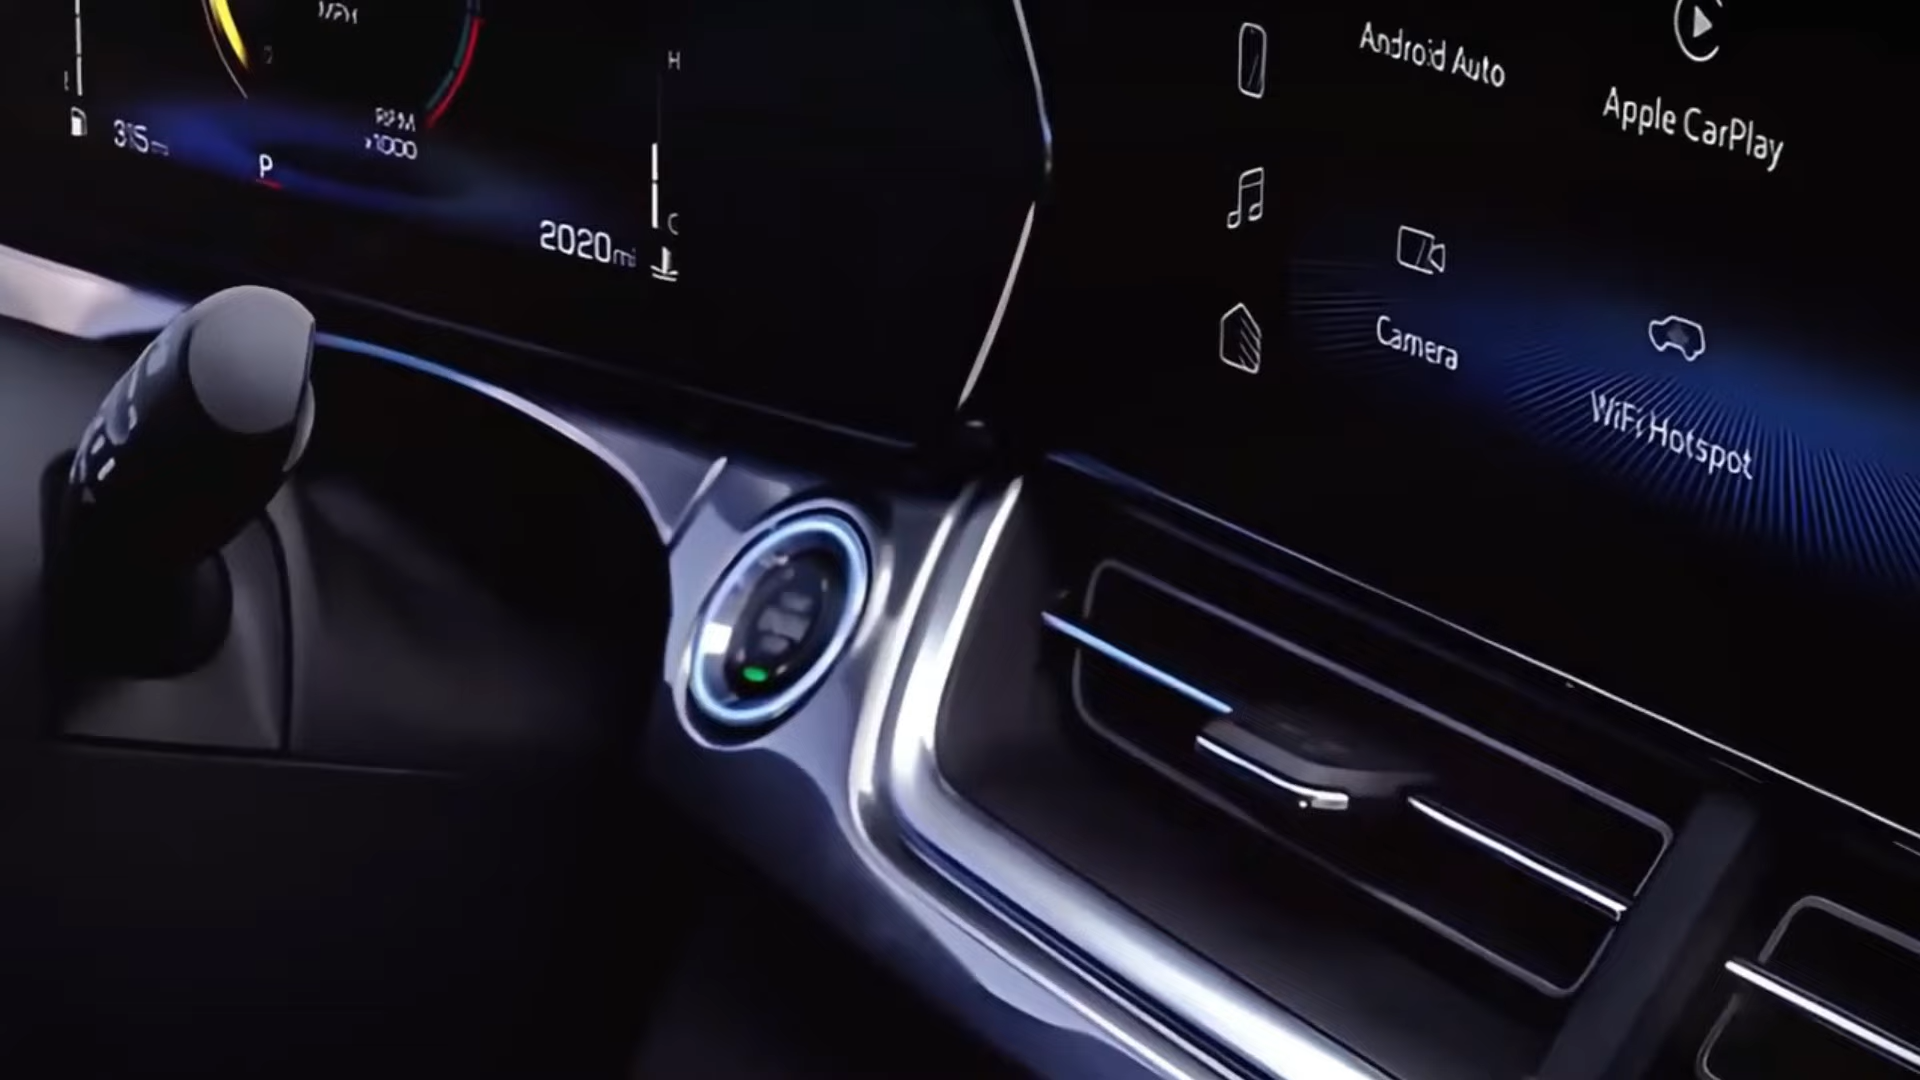 H
315
P
RPM
x1000
2020mi
C
Android Auto
Apple CarPlay
Camera
WiFi Hotspot